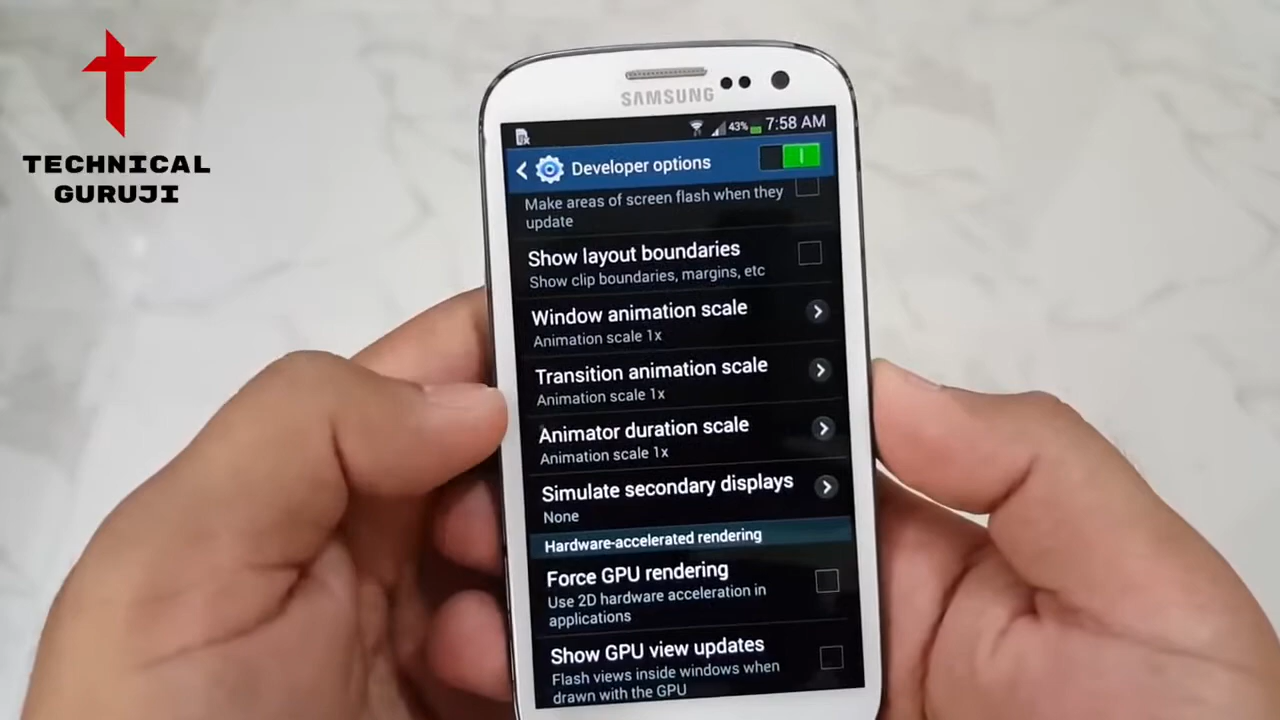 TECHNICAL
GURUJI
SAMSUNG
43% 7:58 AM
Developer options
Make areas of screen flash when they
update
Show layout boundaries
Show clip boundaries, margins, etc
Window animation scale
Animation scale 1x
Transition animation scale
Animation scale 1x
Animator duration scale
Animation scale 1x
Simulate secondary displays
None
Hardware-accelerated rendering
Force GPU rendering
Use 2D hardware acceleration in
applications
Show GPU view updates
Flash views inside windows when
drawn with the GPU